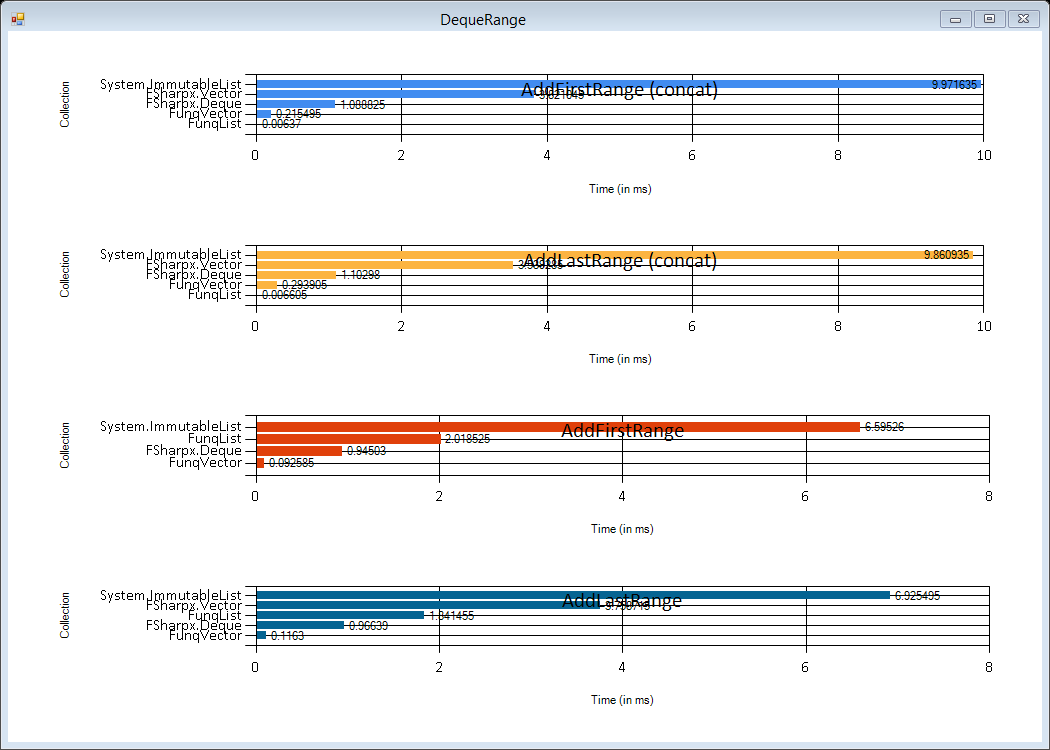 DequeRange
AddFirstRange (concat)
Collection
System.ImmutableList
9.971635
FSharpx.Vector
FSharpx.Deque
1.088825
FunqVector
0.215495
FunqList
0.00637
0 2 4 6 8 10
Time (in ms)
AddLastRange (concat)
Collection
System.ImmutableList
9.860935
FSharpx.Vector
FSharpx.Deque
1.10298
FunqVector
0.293905
FunqList
0.006605
0 2 4 6 8 10
Time (in ms)
AddFirstRange
Collection
System.ImmutableList
6.59526
FunqList
2.018525
FSharpx.Deque
0.94503
FunqVector
0.092585
0 2 4 6 8
Time (in ms)
AddLastRange
Collection
System.ImmutableList
6.925495
FSharpx.Vector
FunqList
1.841455
FSharpx.Deque
0.96639
FunqVector
0.1163
0 2 4 6 8
Time (in ms)